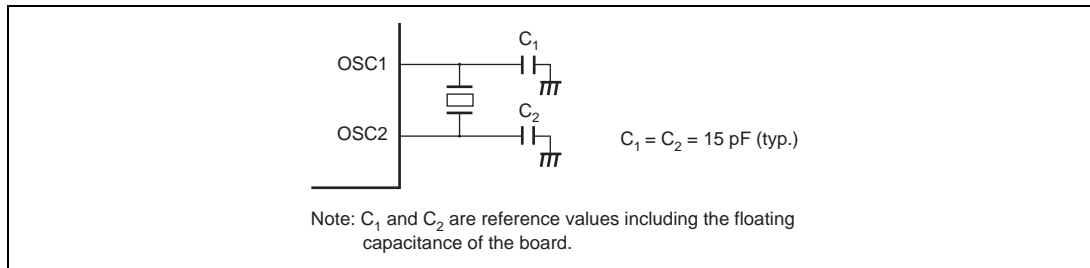 C₁
OSC1
C₂
OSC2
C₁ = C₂ = 15 pF (typ.)
Note: C₁ and C₂ are reference values including the floating
capacitance of the board.